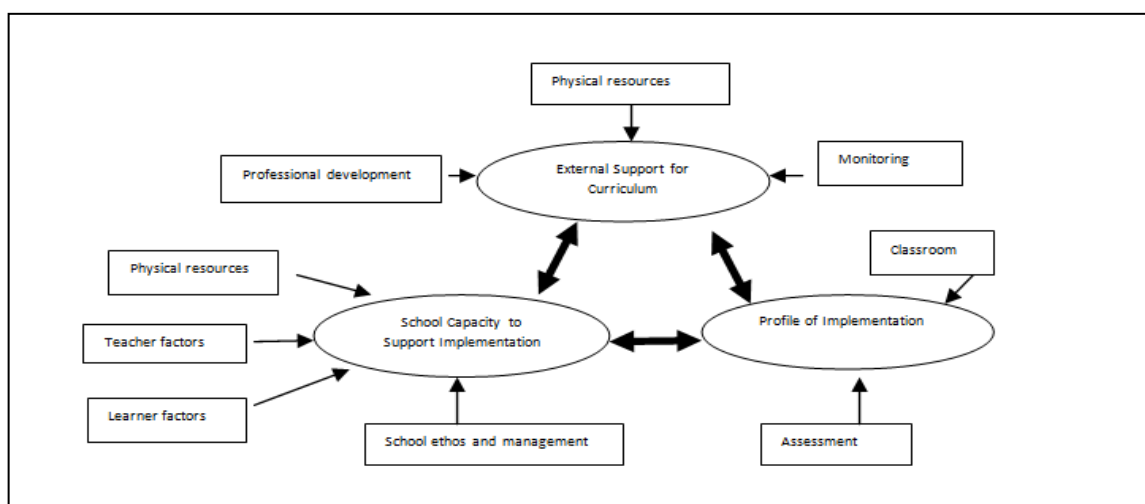 Physical resources
Professional development
External Support for
Curriculum
Monitoring
Classroom
Physical resources
School Capacity to
Support Implementation
Profile of Implementation
Teacher factors
Learner factors
School ethos and management
Assessment